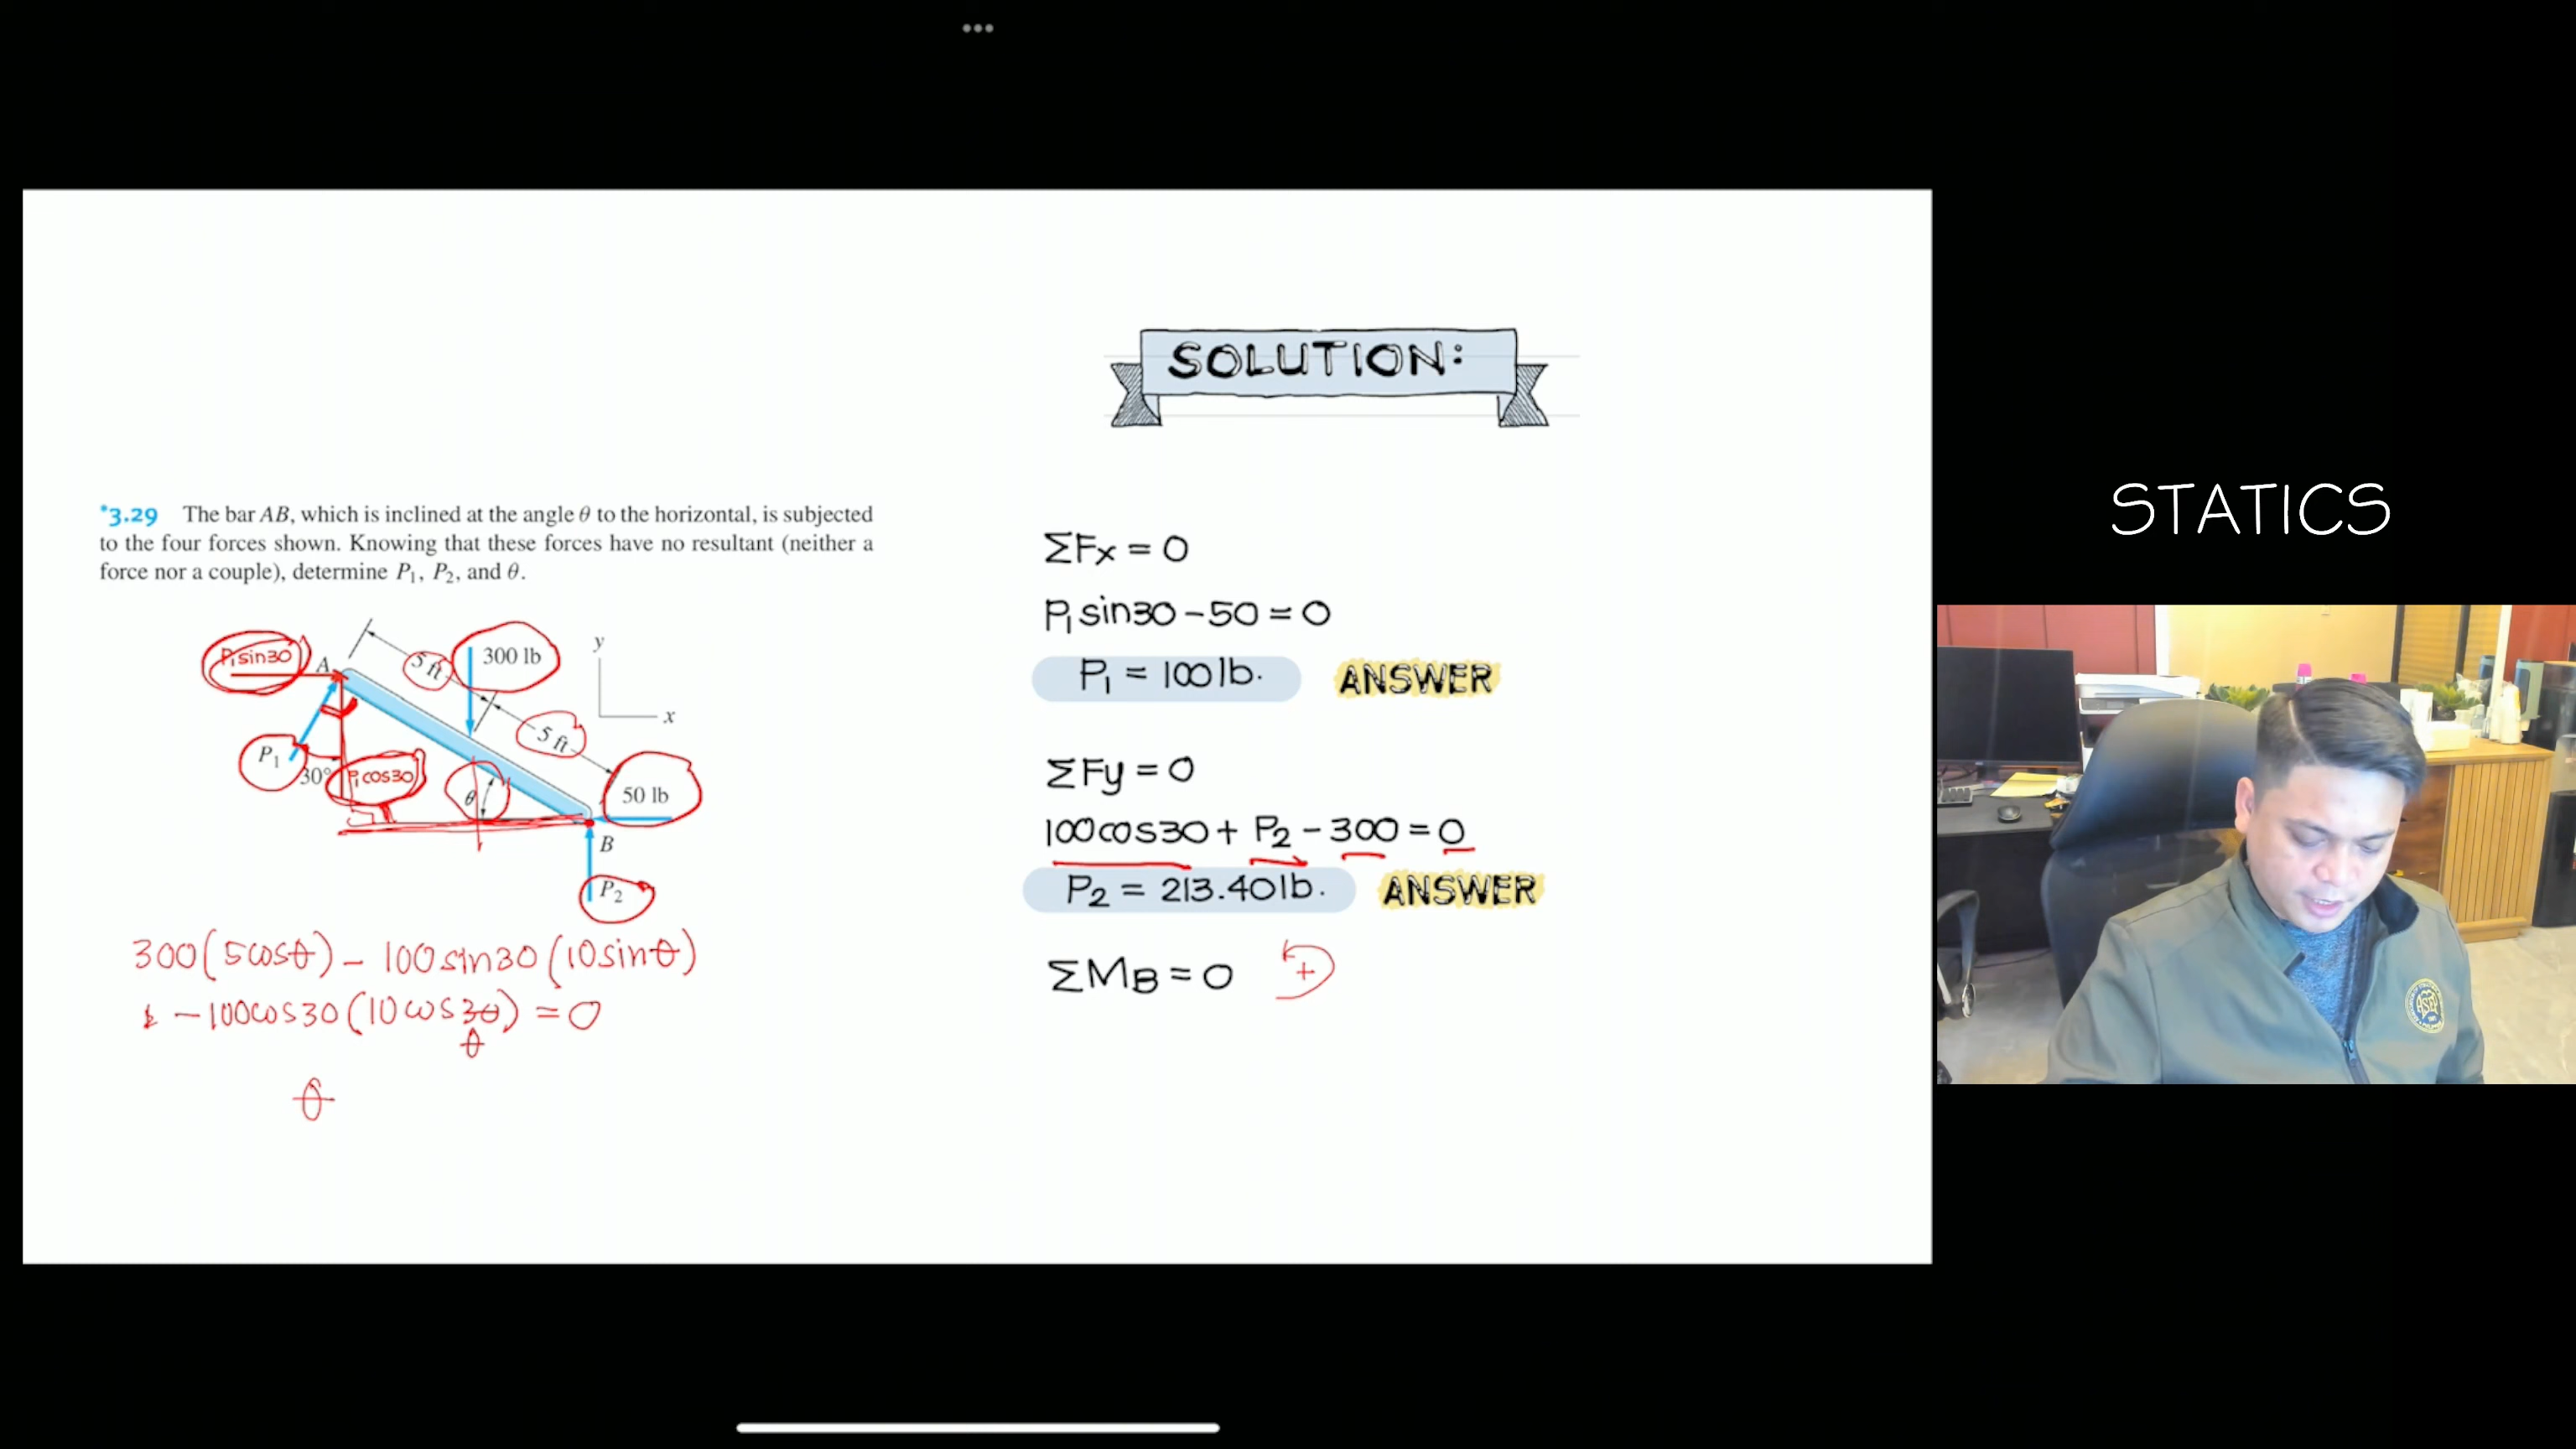 SOLUTION:
STATICS
*3.29 The bar AB, which is inclined at the angle θ to the horizontal, is subjected
to the four forces shown. Knowing that these forces have no resultant (neither a
force nor a couple), determine P₁, P₂, and θ.
P₁sin30
A
5 ft
300 lb
y
x
5 ft
P₁
30°
P₁cos30
θ
50 lb
B
P₂
300(5cosθ) - 100sin30(10sinθ)
-100cos30(10cos30) = 0
θ
θ
ΣFx = 0
P₁sin30 - 50 = 0
P₁ = 100lb. ANSWER
ΣFy = 0
100cos30 + P₂ - 300 = 0
P₂ = 213.40lb. ANSWER
ΣMB = 0 +